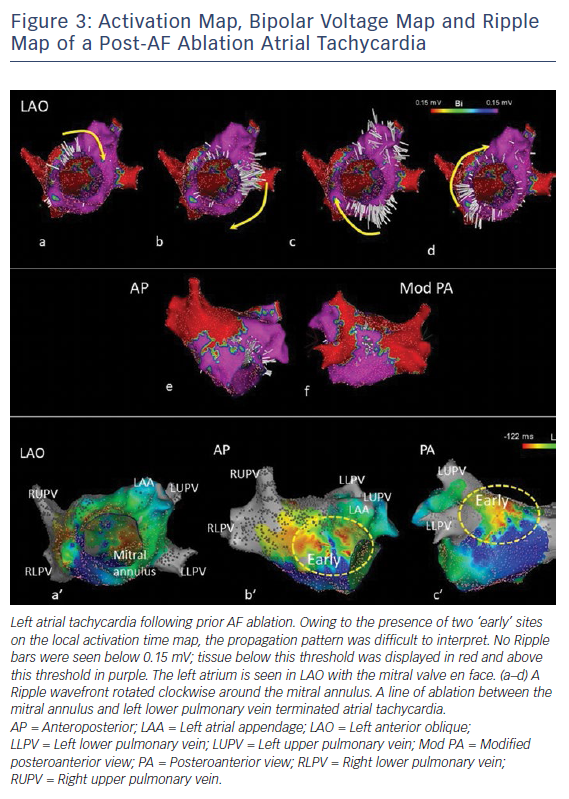 Figure 3: Activation Map, Bipolar Voltage Map and Ripple
Map of a Post-AF Ablation Atrial Tachycardia
LAO
0.15 mV Bi 0.15 mV
a b c d
AP Mod PA
e f
LAO AP PA
-122 ms L
RUPV LAA LUPV RUPV LLPV LUPV LAA LUPV
RLPV Mitral annulus LLPV RLPV Early LLPV Early
a' b' c'
Left atrial tachycardia following prior AF ablation. Owing to the presence of two ‘early’ sites
on the local activation time map, the propagation pattern was difficult to interpret. No Ripple
bars were seen below 0.15 mV; tissue below this threshold was displayed in red and above
this threshold in purple. The left atrium is seen in LAO with the mitral valve en face. (a–d) A
Ripple wavefront rotated clockwise around the mitral annulus. A line of ablation between the
mitral annulus and left lower pulmonary vein terminated atrial tachycardia.
AP = Anteroposterior; LAA = Left atrial appendage; LAO = Left anterior oblique;
LLPV = Left lower pulmonary vein; LUPV = Left upper pulmonary vein; Mod PA = Modified
posteroanterior view; PA = Posteroanterior view; RLPV = Right lower pulmonary vein;
RUPV = Right upper pulmonary vein.